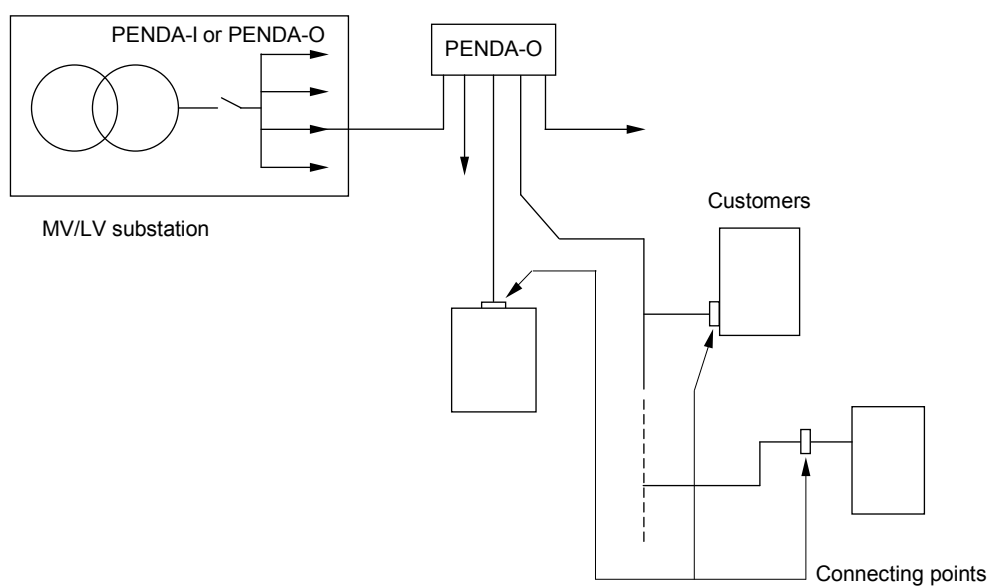 PENDA-I or PENDA-O
PENDA-O
MV/LV substation
Customers
Connecting points